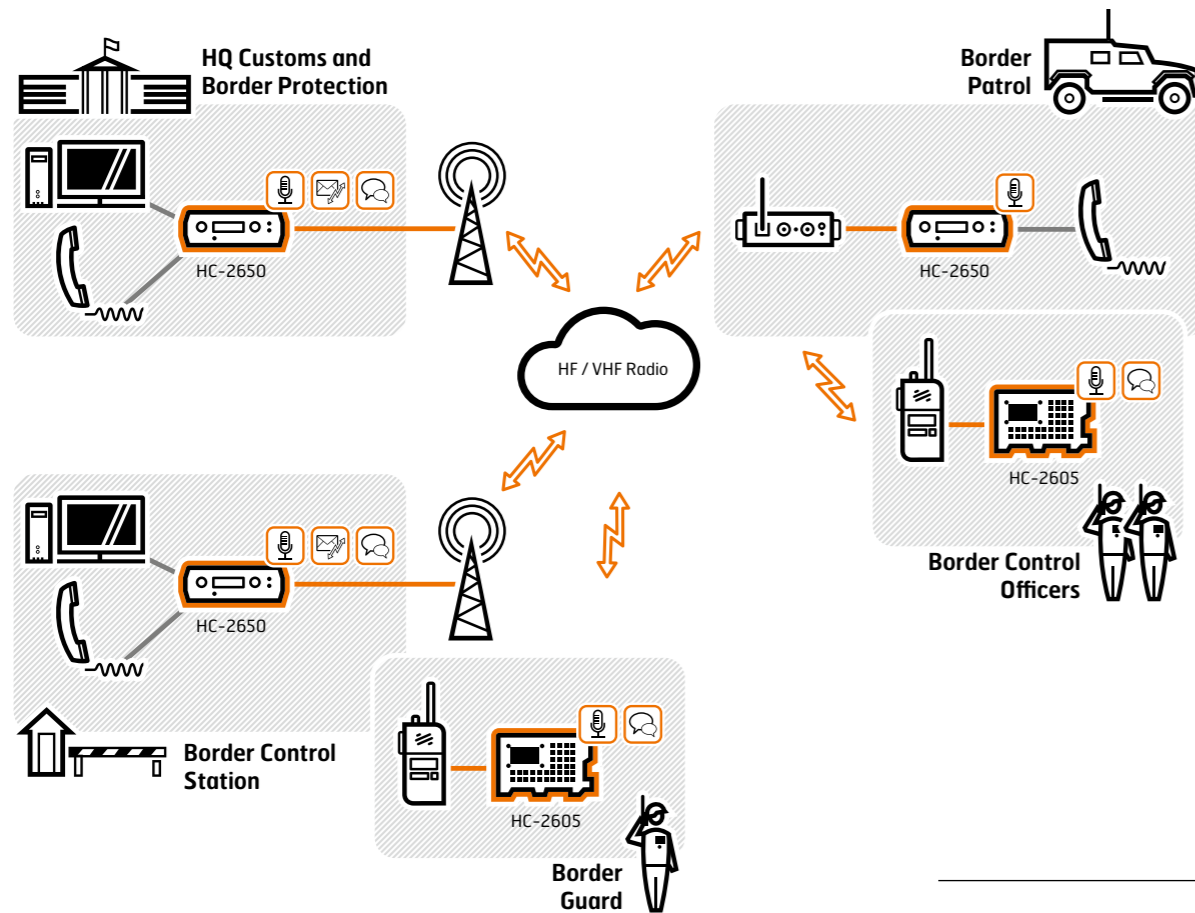 HQ Customs and
Border Protection
HC-2650
Border
Patrol
HC-2650
HF / VHF Radio
HC-2605
Border Control
Officers
HC-2650
Border Control
Station
HC-2605
Border
Guard